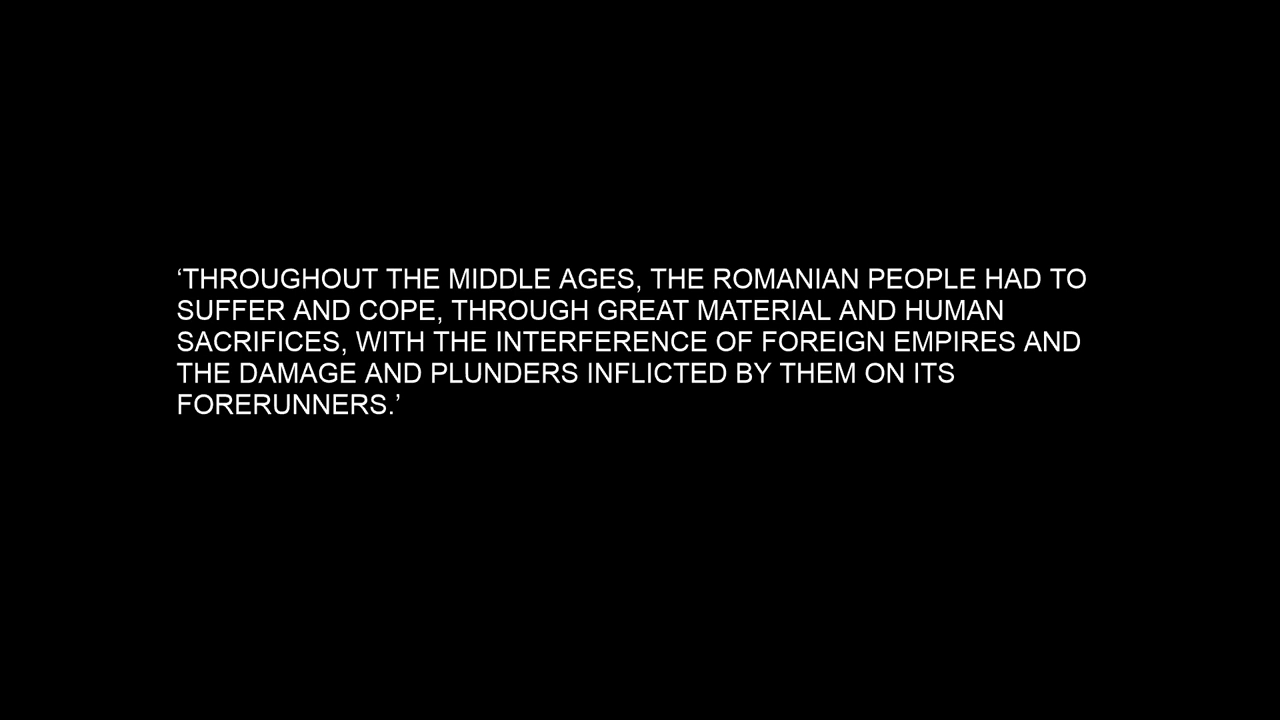 ‘THROUGHOUT THE MIDDLE AGES, THE ROMANIAN PEOPLE HAD TO
SUFFER AND COPE, THROUGH GREAT MATERIAL AND HUMAN
SACRIFICES, WITH THE INTERFERENCE OF FOREIGN EMPIRES AND
THE DAMAGE AND PLUNDERS INFLICTED BY THEM ON ITS
FORERUNNERS.’